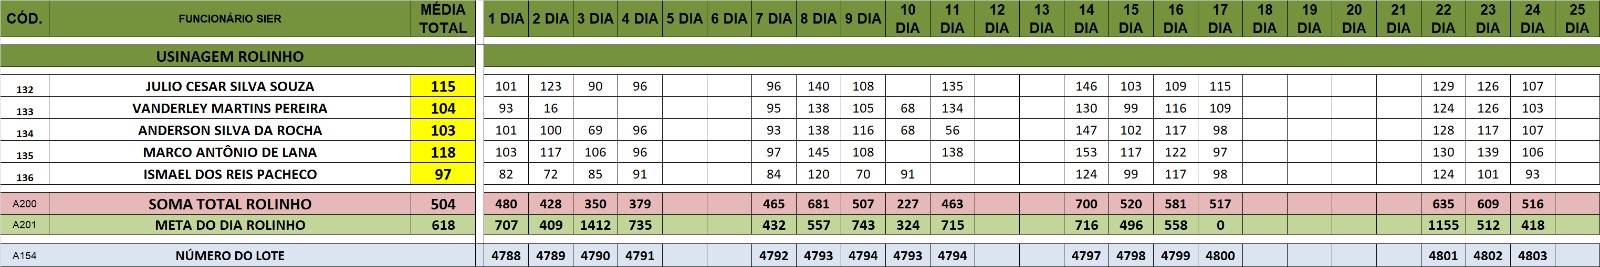 CÓD. FUNCIONÁRIO SIER MÉDIA TOTAL 1 DIA 2 DIA 3 DIA 4 DIA 5 DIA 6 DIA 7 DIA 8 DIA 9 DIA 10 DIA 11 DIA 12 DIA 13 DIA 14 DIA 15 DIA 16 DIA 17 DIA 18 DIA 19 DIA 20 DIA 21 DIA 22 DIA 23 DIA 24 DIA 25 DIA
USINAGEM ROLINHO
132 JULIO CESAR SILVA SOUZA 115 101 123 90 96 96 140 108 135 146 103 109 115 129 126 107
133 VANDERLEY MARTINS PEREIRA 104 93 16 95 138 105 68 134 130 99 116 109 124 126 103
134 ANDERSON SILVA DA ROCHA 103 101 100 69 96 93 138 116 68 56 147 102 117 98 128 117 107
135 MARCO ANTÔNIO DE LANA 118 103 117 106 96 97 145 108 138 153 117 122 97 130 139 106
136 ISMAEL DOS REIS PACHECO 97 82 72 85 91 84 120 70 91 124 99 117 98 124 101 93
A200 SOMA TOTAL ROLINHO 504 480 428 350 379 465 681 507 227 463 700 520 581 517 635 609 516
A201 META DO DIA ROLINHO 618 707 409 1412 735 432 557 743 324 715 716 496 558 0 1155 512 418
A154 NÚMERO DO LOTE 4788 4789 4790 4791 4792 4793 4794 4793 4794 4797 4798 4799 4800 4801 4802 4803